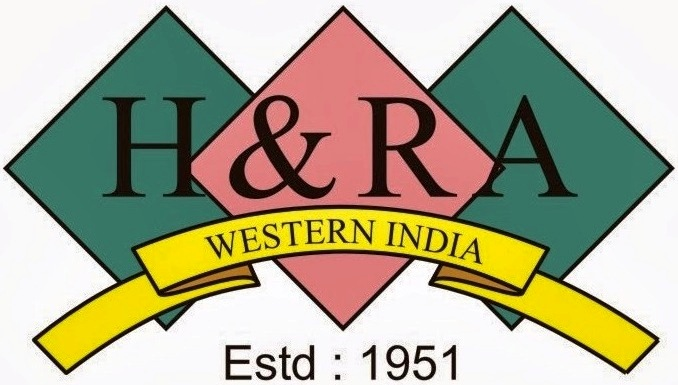 H&RA
WESTERN INDIA
Estd : 1951